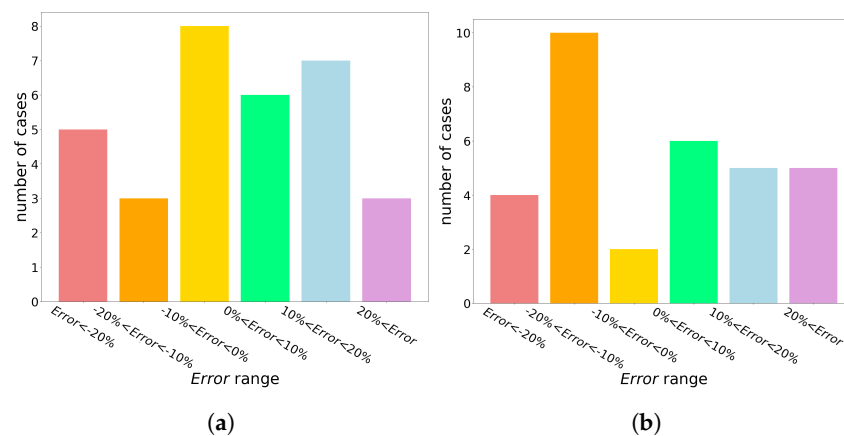 8
7
6
5
4
3
2
1
0
number of cases
Error<-20%
-20%<Error<-10%
-10%<Error<0%
0%<Error<10%
10%<Error<20%
20%<Error
Error range
(a)
10
8
6
4
2
0
number of cases
Error<-20%
-20%<Error<-10%
-10%<Error<0%
0%<Error<10%
10%<Error<20%
20%<Error
Error range
(b)